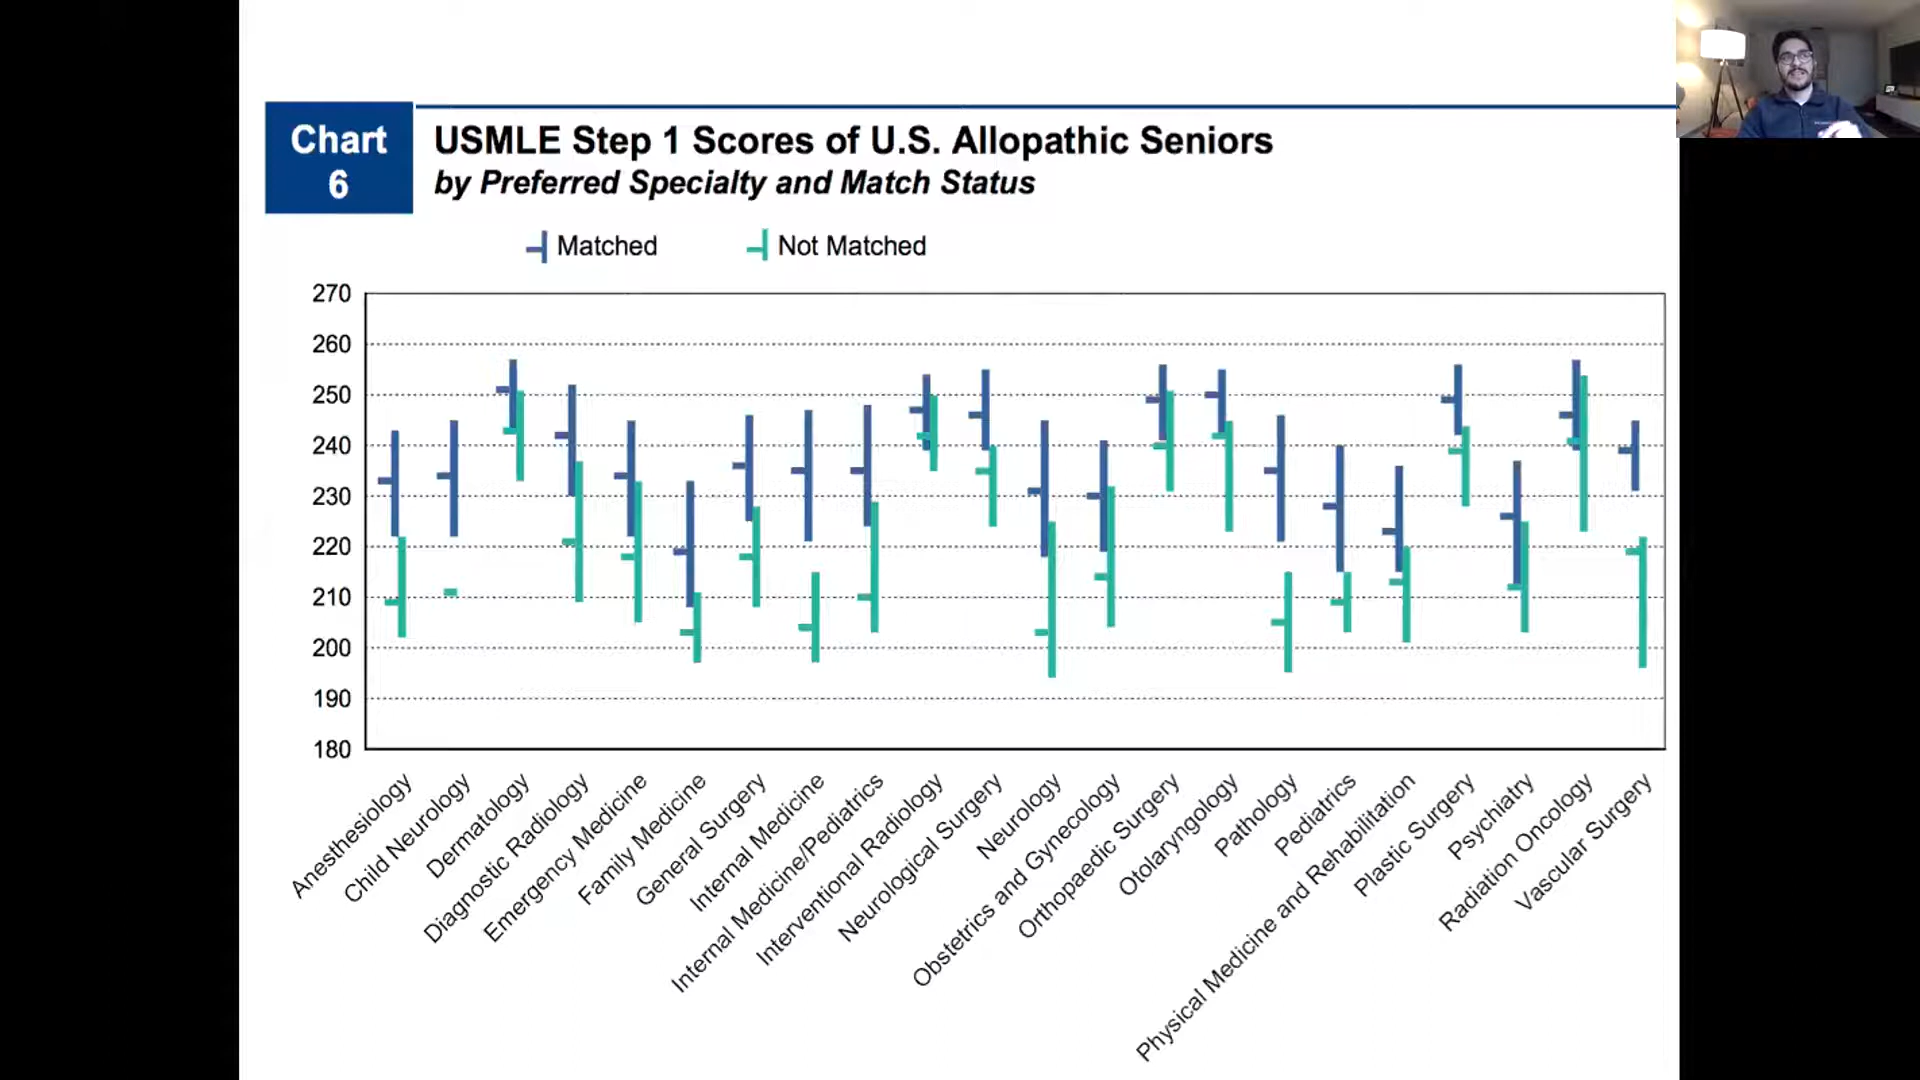 Chart
6
USMLE Step 1 Scores of U.S. Allopathic Seniors
by Preferred Specialty and Match Status
Matched
Not Matched
270
260
250
240
230
220
210
200
190
180
Anesthesiology
Child Neurology
Dermatology
Diagnostic Radiology
Emergency Medicine
Family Medicine
General Surgery
Internal Medicine
Internal Medicine/Pediatrics
Interventional Radiology
Neurological Surgery
Neurology
Obstetrics and Gynecology
Orthopaedic Surgery
Otolaryngology
Pathology
Pediatrics
Physical Medicine and Rehabilitation
Plastic Surgery
Psychiatry
Radiation Oncology
Vascular Surgery